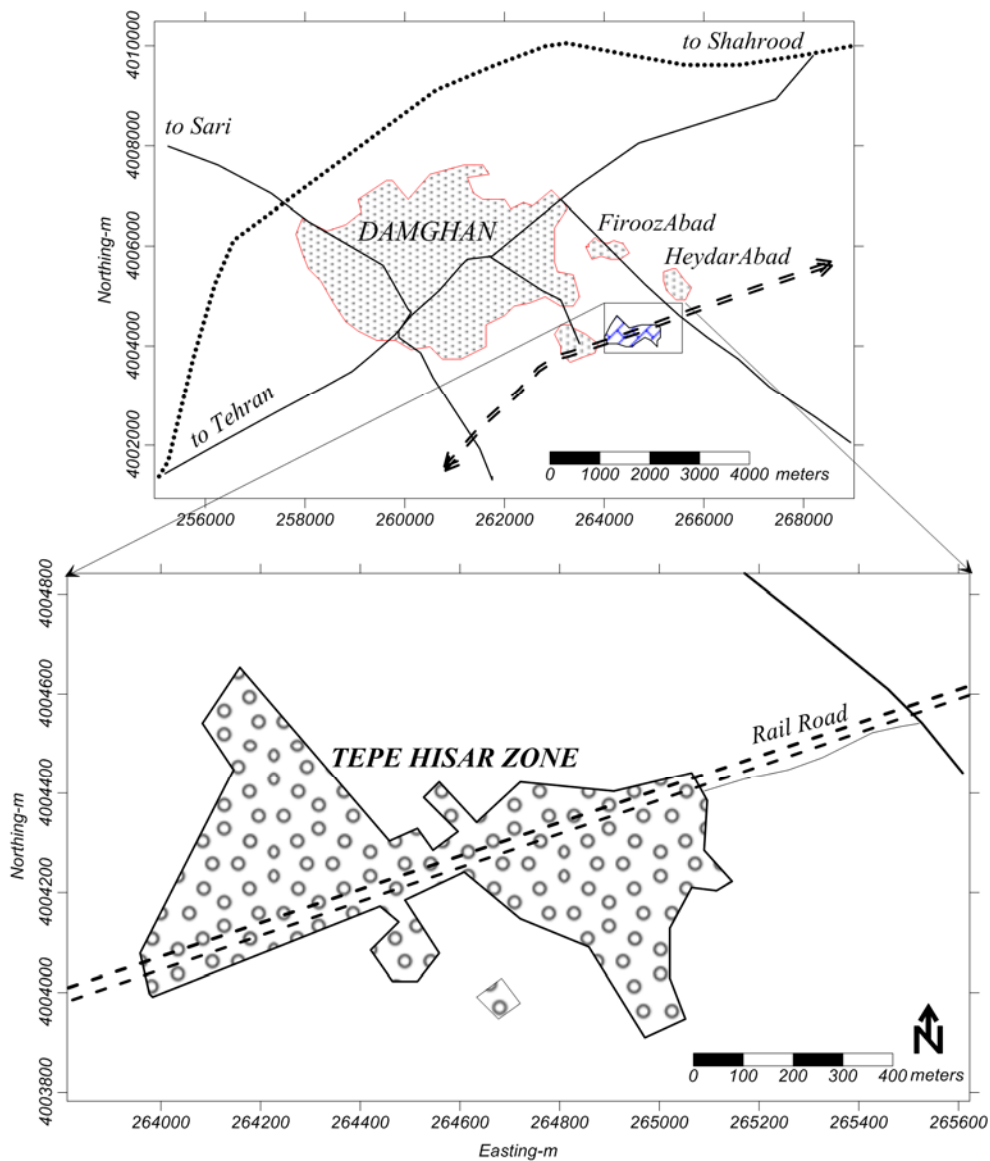 to Shahrood
to Sari
DAMGHAN
FiroozAbad
HeydarAbad
to Tehran
Northing-m
4010000
4008000
4006000
4004000
4002000
0 1000 2000 3000 4000 meters
256000 258000 260000 262000 264000 266000 268000
Northing-m
4004800
4004600
4004400
4004200
4004000
4003800
Rail Road
TEPE HISAR ZONE
N
0 100 200 300 400 meters
264000 264200 264400 264600 264800 265000 265200 265400 265600
Easting-m